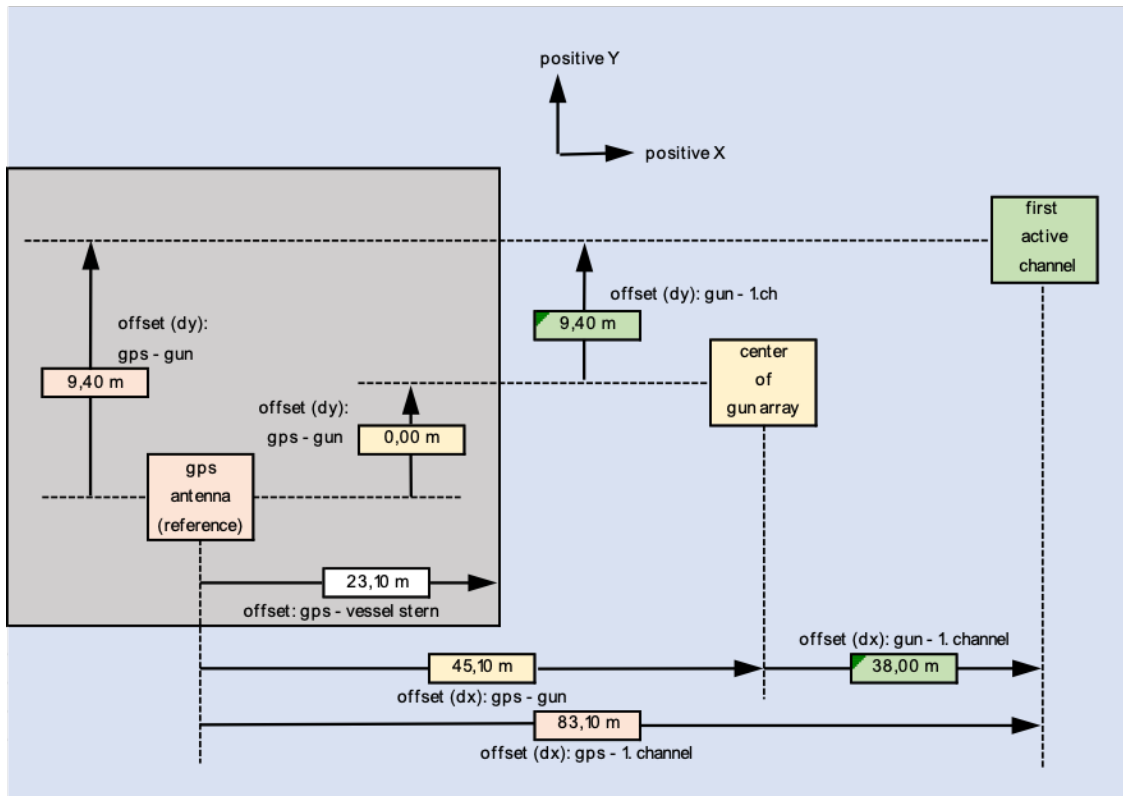 positive Y
positive X
first
active
channel
offset (dy): gun - 1.ch
9,40 m
offset (dy):
gps - gun
9,40 m
center
of
gun array
offset (dy):
gps - gun
0,00 m
gps
antenna
(reference)
23,10 m
offset: gps - vessel stern
offset (dx): gun - 1. channel
45,10 m
38,00 m
offset (dx): gps - gun
83,10 m
offset (dx): gps - 1. channel